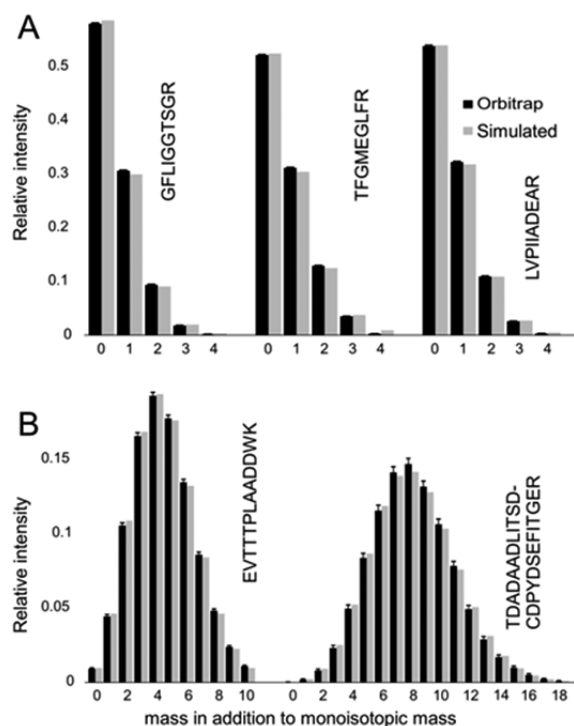 A
Relative intensity
0.5
0.4
0.3
0.2
0.1
0
GFLIGGTSGR
TFGMEGLFR
LVPIIADEAR
Orbitrap
Simulated
0 1 2 3 4 0 1 2 3 4 0 1 2 3 4
B
Relative intensity
0.15
0.1
0.05
0
EVTTTPLAADDWK
TDADAADLITSD-
CDPYDSEFITGER
0 2 4 6 8 10 0 2 4 6 8 10 12 14 16 18
mass in addition to monoisotopic mass